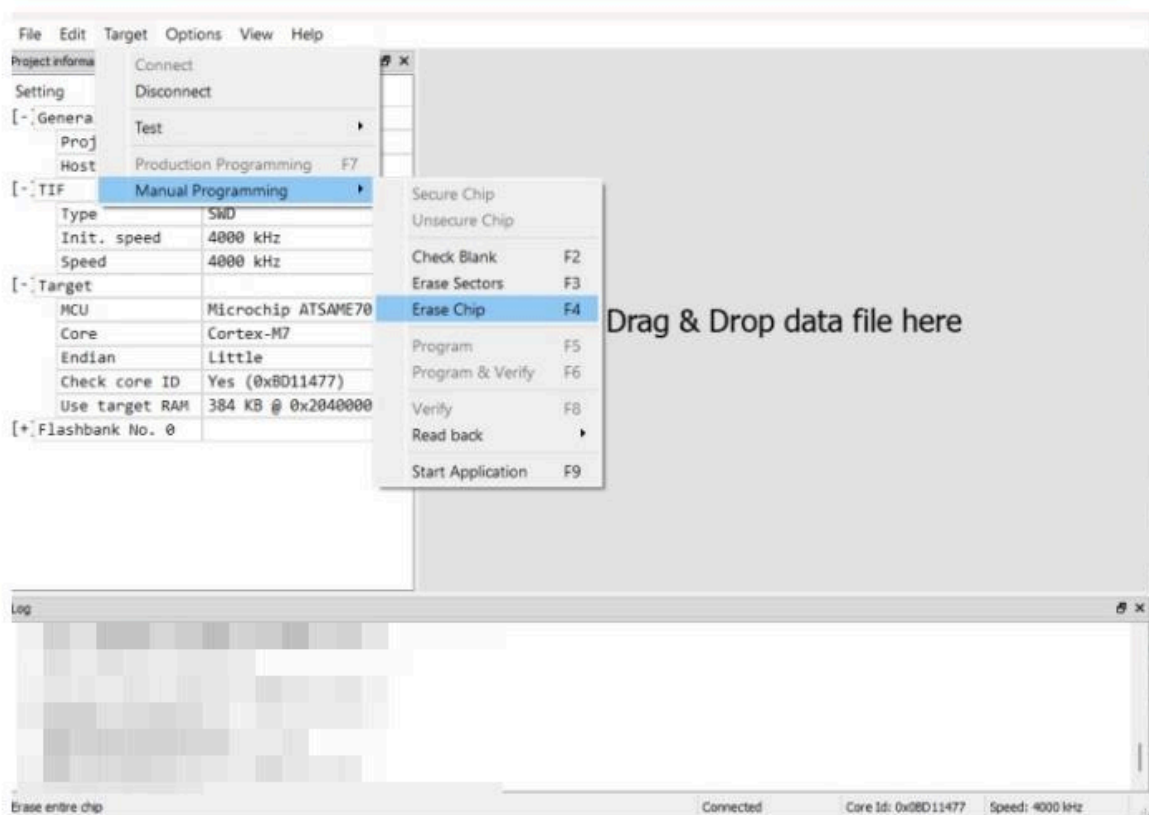 File Edit Target Options View Help
Project informa
Connect
Setting
Disconnect
[-] Genera
Test
Proj
Host
Production Programming F7
[-] TIF
Manual Programming
Secure Chip
Type SWD
Unsecure Chip
Init. speed 4000 kHz
Speed 4000 kHz
Check Blank F2
[-] Target
Erase Sectors F3
MCU Microchip ATSAME70
Erase Chip F4
Drag & Drop data file here
Core Cortex-M7
Program F5
Endian Little
Program & Verify F6
Check core ID Yes (0xBD11477)
Use target RAM 384 KB @ 0x2040000
Verify F8
[+] Flashbank No. 0
Read back
Start Application F9
Log
Erase entire chip Connected Core Id: 0x0BD11477 Speed: 4000 kHz